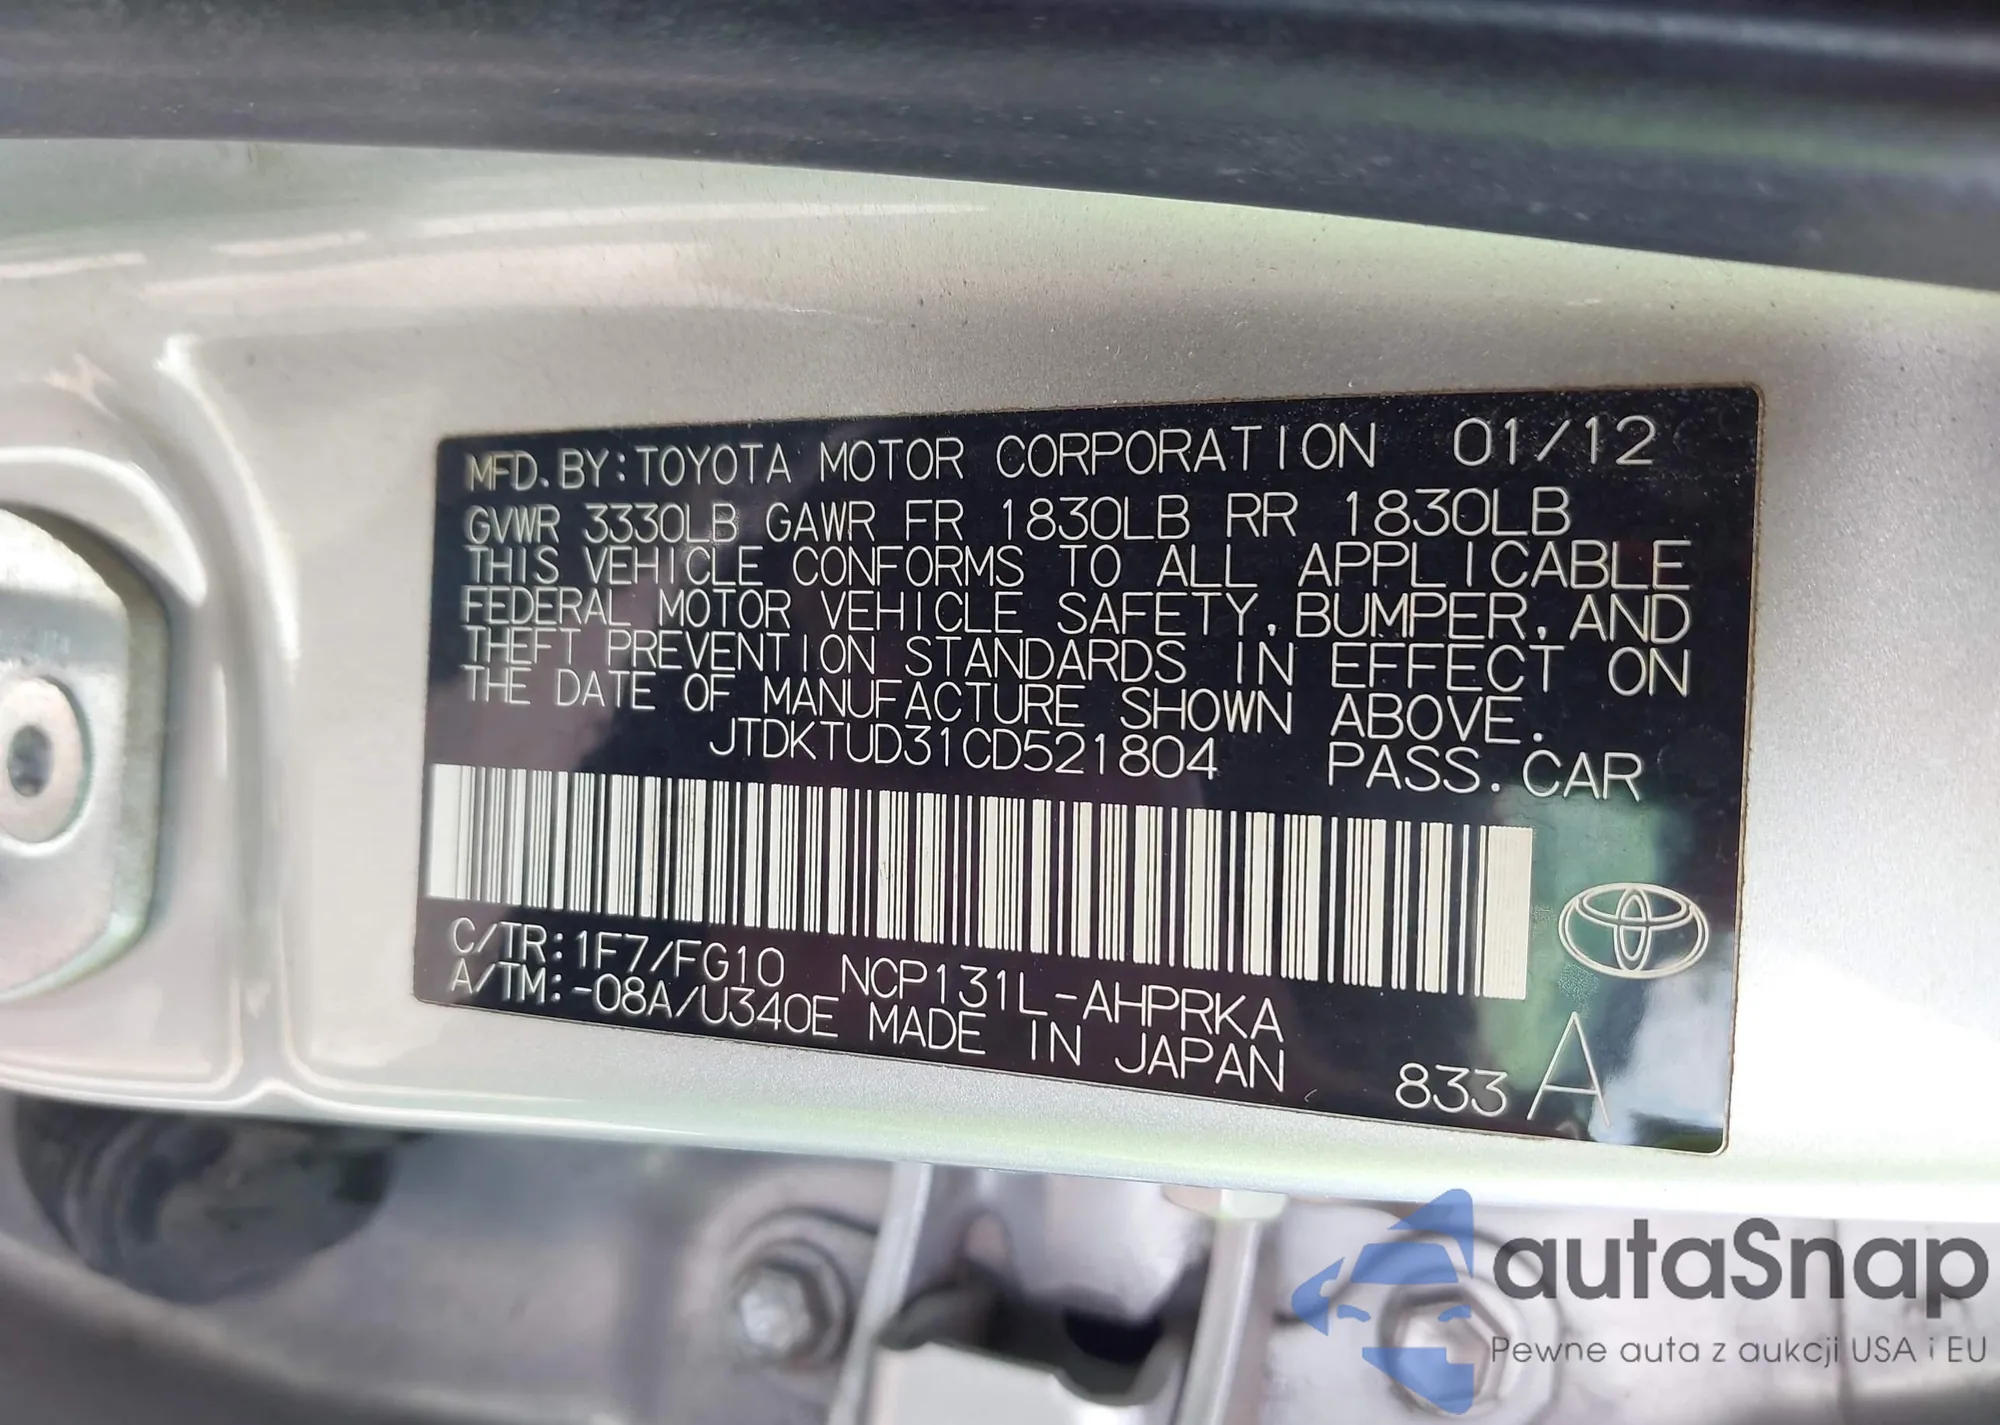 MFD.BY:TOYOTA MOTOR CORPORATION 01/12
GVWR 3330LB GAWR FR 1830LB RR 1830LB
THIS VEHICLE CONFORMS TO ALL APPLICABLE
FEDERAL MOTOR VEHICLE SAFETY, BUMPER, AND
THEFT PREVENTION STANDARDS IN EFFECT ON
THE DATE OF MANUFACTURE SHOWN ABOVE.
JTDKTUD31CD521804 PASS.CAR
C/TR:1F7/FG10 NCP131L-AHPRKA
A/TM:-08A/U340E MADE IN JAPAN
833A
autaSnap
Pewne auta z aukcji USA i EU